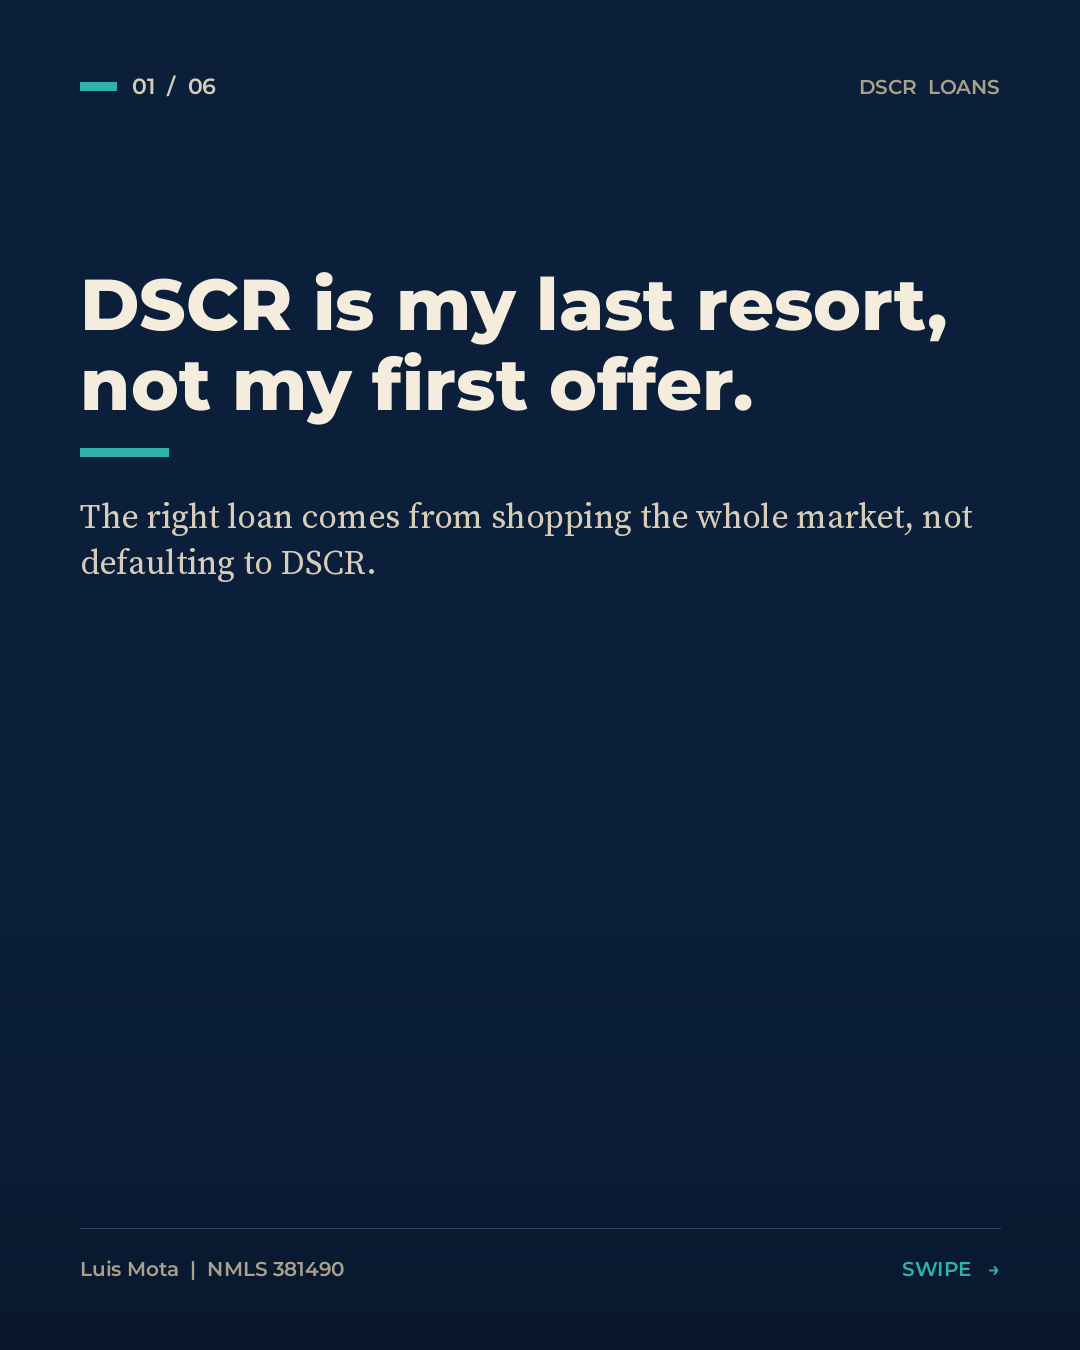 01 / 06
DSCR LOANS
DSCR is my last resort,
not my first offer.
The right loan comes from shopping the whole market, not
defaulting to DSCR.
Luis Mota | NMLS 381490
SWIPE →